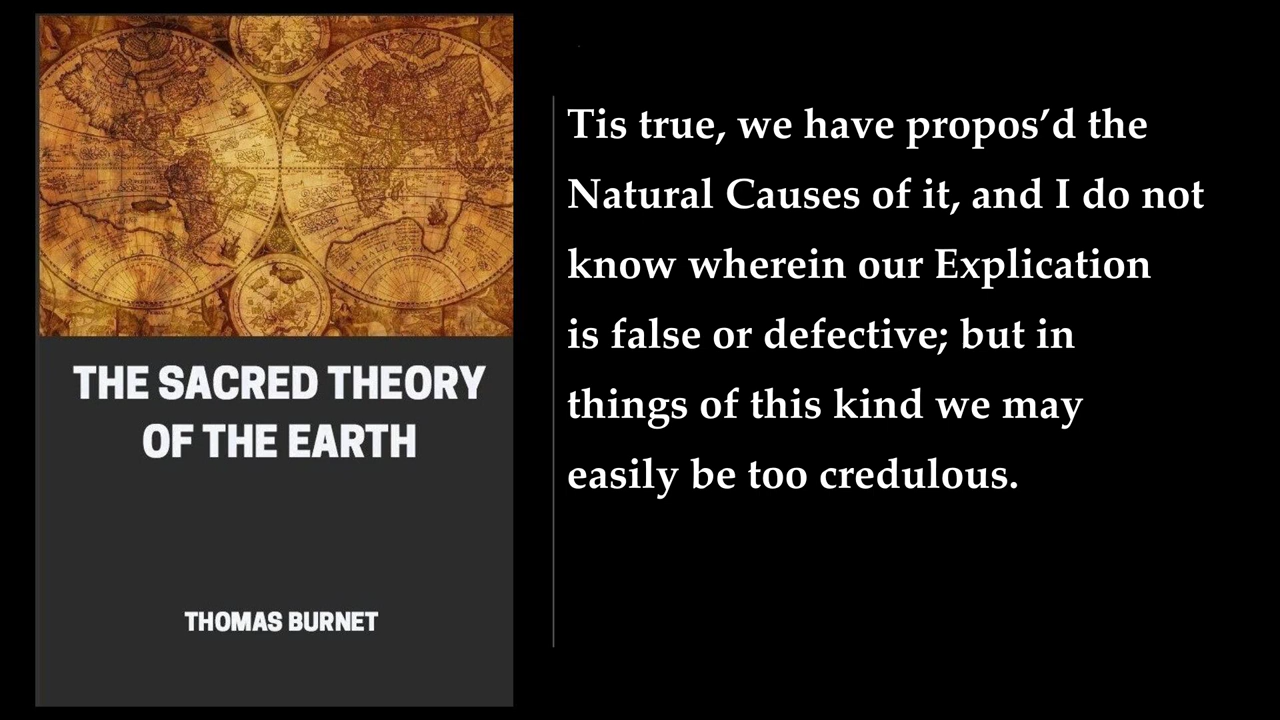 THE SACRED THEORY
OF THE EARTH
THOMAS BURNET
Tis true, we have propos’d the
Natural Causes of it, and I do not
know wherein our Explication
is false or defective; but in
things of this kind we may
easily be too credulous.